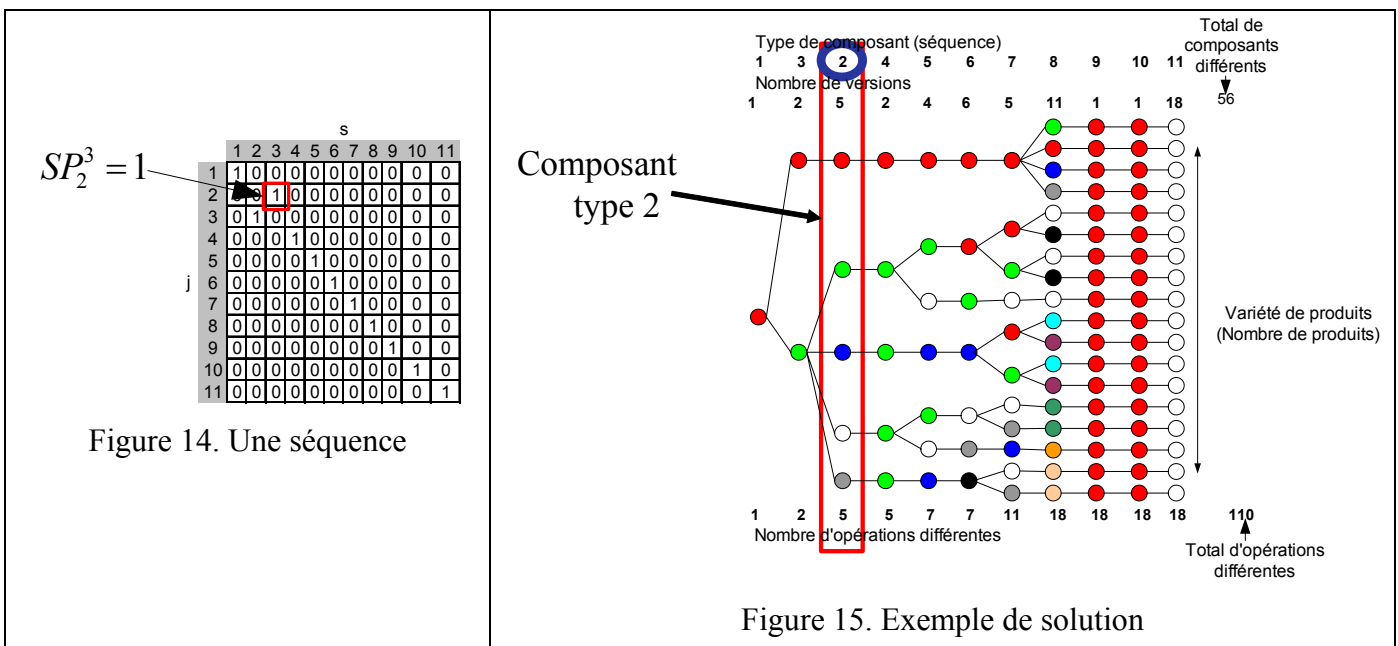 s
1 2 3 4 5 6 7 8 9 10 11
SP_2^3 = 1
1 1 0 0 0 0 0 0 0 0 0 0
2 0 0 1 0 0 0 0 0 0 0 0
3 0 1 0 0 0 0 0 0 0 0 0
4 0 0 0 1 0 0 0 0 0 0 0
5 0 0 0 0 1 0 0 0 0 0 0
j 6 0 0 0 0 0 1 0 0 0 0 0
7 0 0 0 0 0 0 1 0 0 0 0
8 0 0 0 0 0 0 0 1 0 0 0
9 0 0 0 0 0 0 0 0 1 0 0
10 0 0 0 0 0 0 0 0 0 1 0
11 0 0 0 0 0 0 0 0 0 0 1
Figure 14. Une séquence
Type de composant (séquence)
1 3 2 4 5 6 7 8 9 10 11
Nombre de versions
1 2 5 2 4 6 5 11 1 1 18
Total de
composants
différents
56
Composant
type 2
Variété de produits
(Nombre de produits)
1 2 5 5 7 7 11 18 18 18 18 110
Nombre d'opérations différentes
Total d'opérations
différentes
Figure 15. Exemple de solution